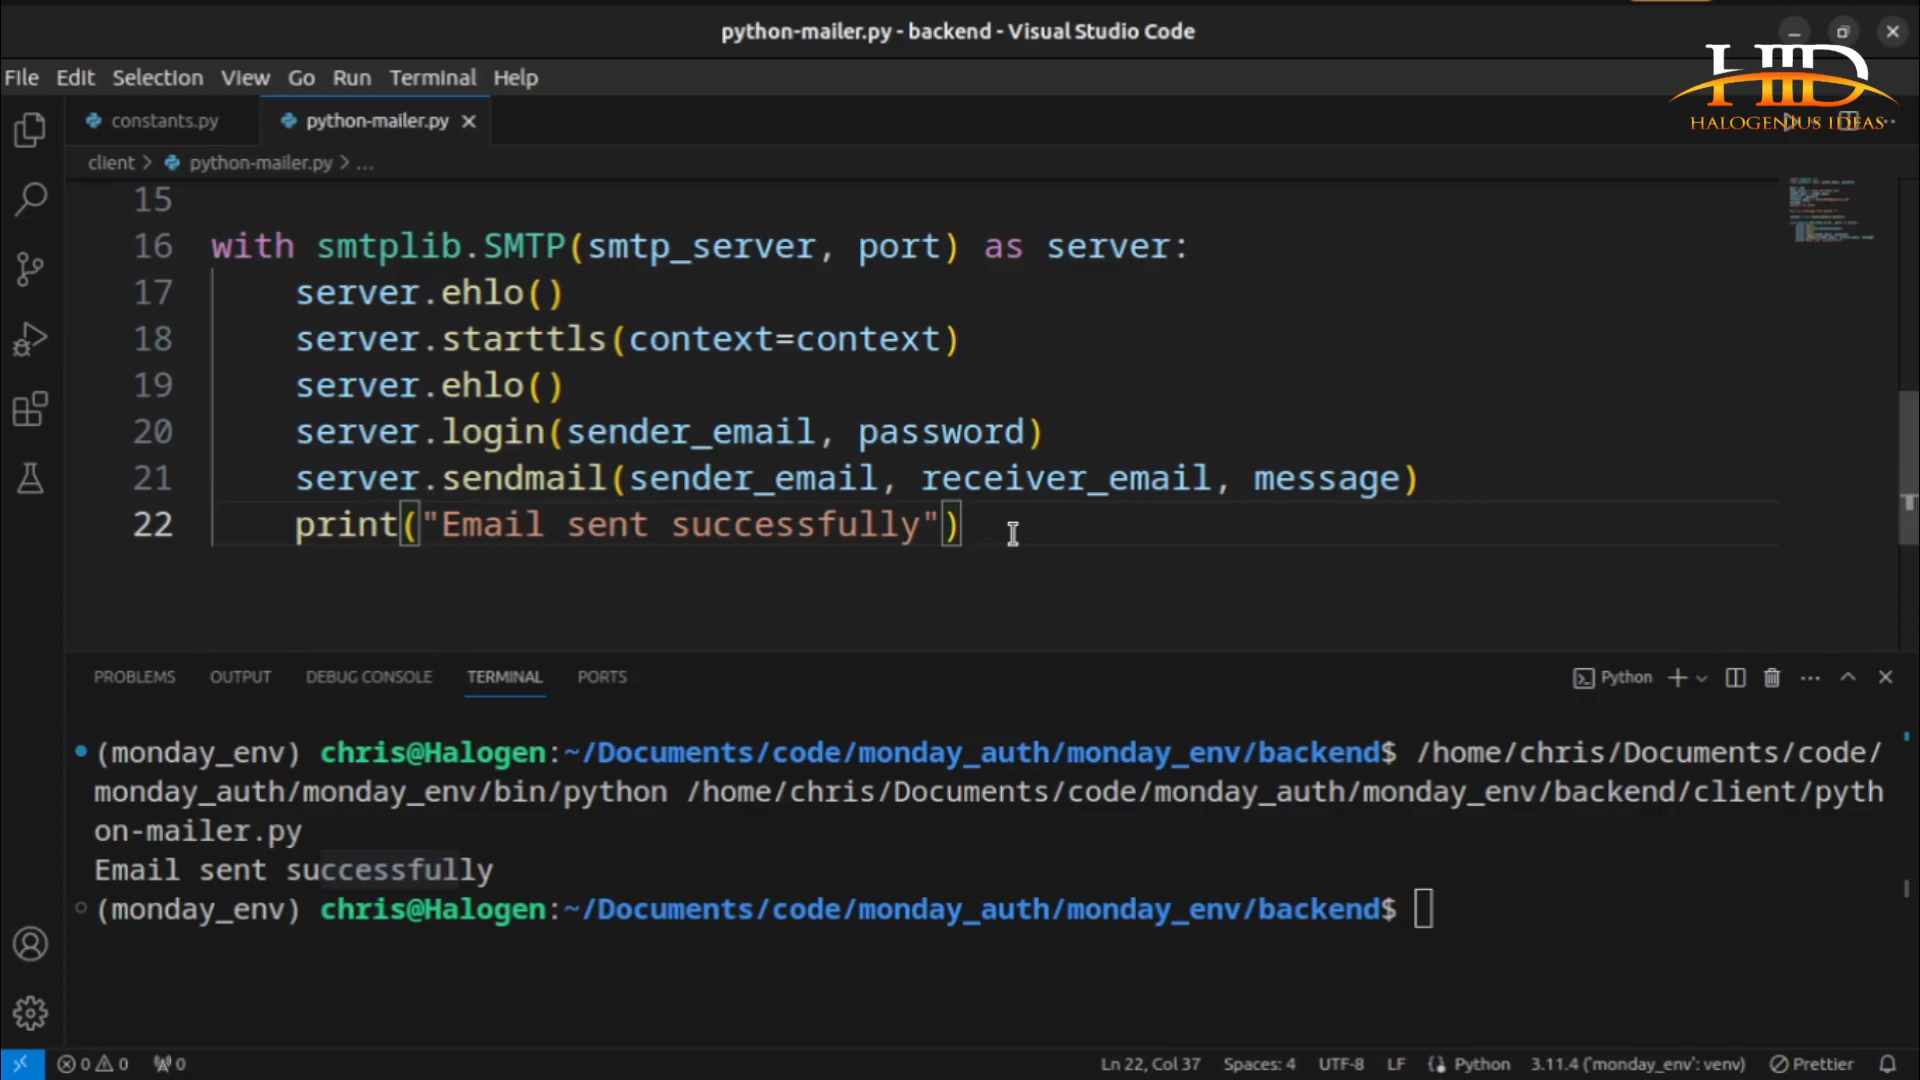 python-mailer.py - backend - Visual Studio Code
File Edit Selection View Go Run Terminal Help
HID
HALOGENIUS IDEAS
constants.py python-mailer.py
client > python-mailer.py > ...
15
16 with smtplib.SMTP(smtp_server, port) as server:
17 server.ehlo()
18 server.starttls(context=context)
19 server.ehlo()
20 server.login(sender_email, password)
21 server.sendmail(sender_email, receiver_email, message)
22 print("Email sent successfully")
PROBLEMS OUTPUT DEBUG CONSOLE TERMINAL PORTS Python
(monday_env) chris@Halogen:~/Documents/code/monday_auth/monday_env/backend$ /home/chris/Documents/code/
monday_auth/monday_env/bin/python /home/chris/Documents/code/monday_auth/monday_env/backend/client/pyth
on-mailer.py
Email sent successfully
(monday_env) chris@Halogen:~/Documents/code/monday_auth/monday_env/backend$
0 0 0 Ln 22, Col 37 Spaces: 4 UTF-8 LF Python 3.11.4 ('monday_env': venv) Prettier